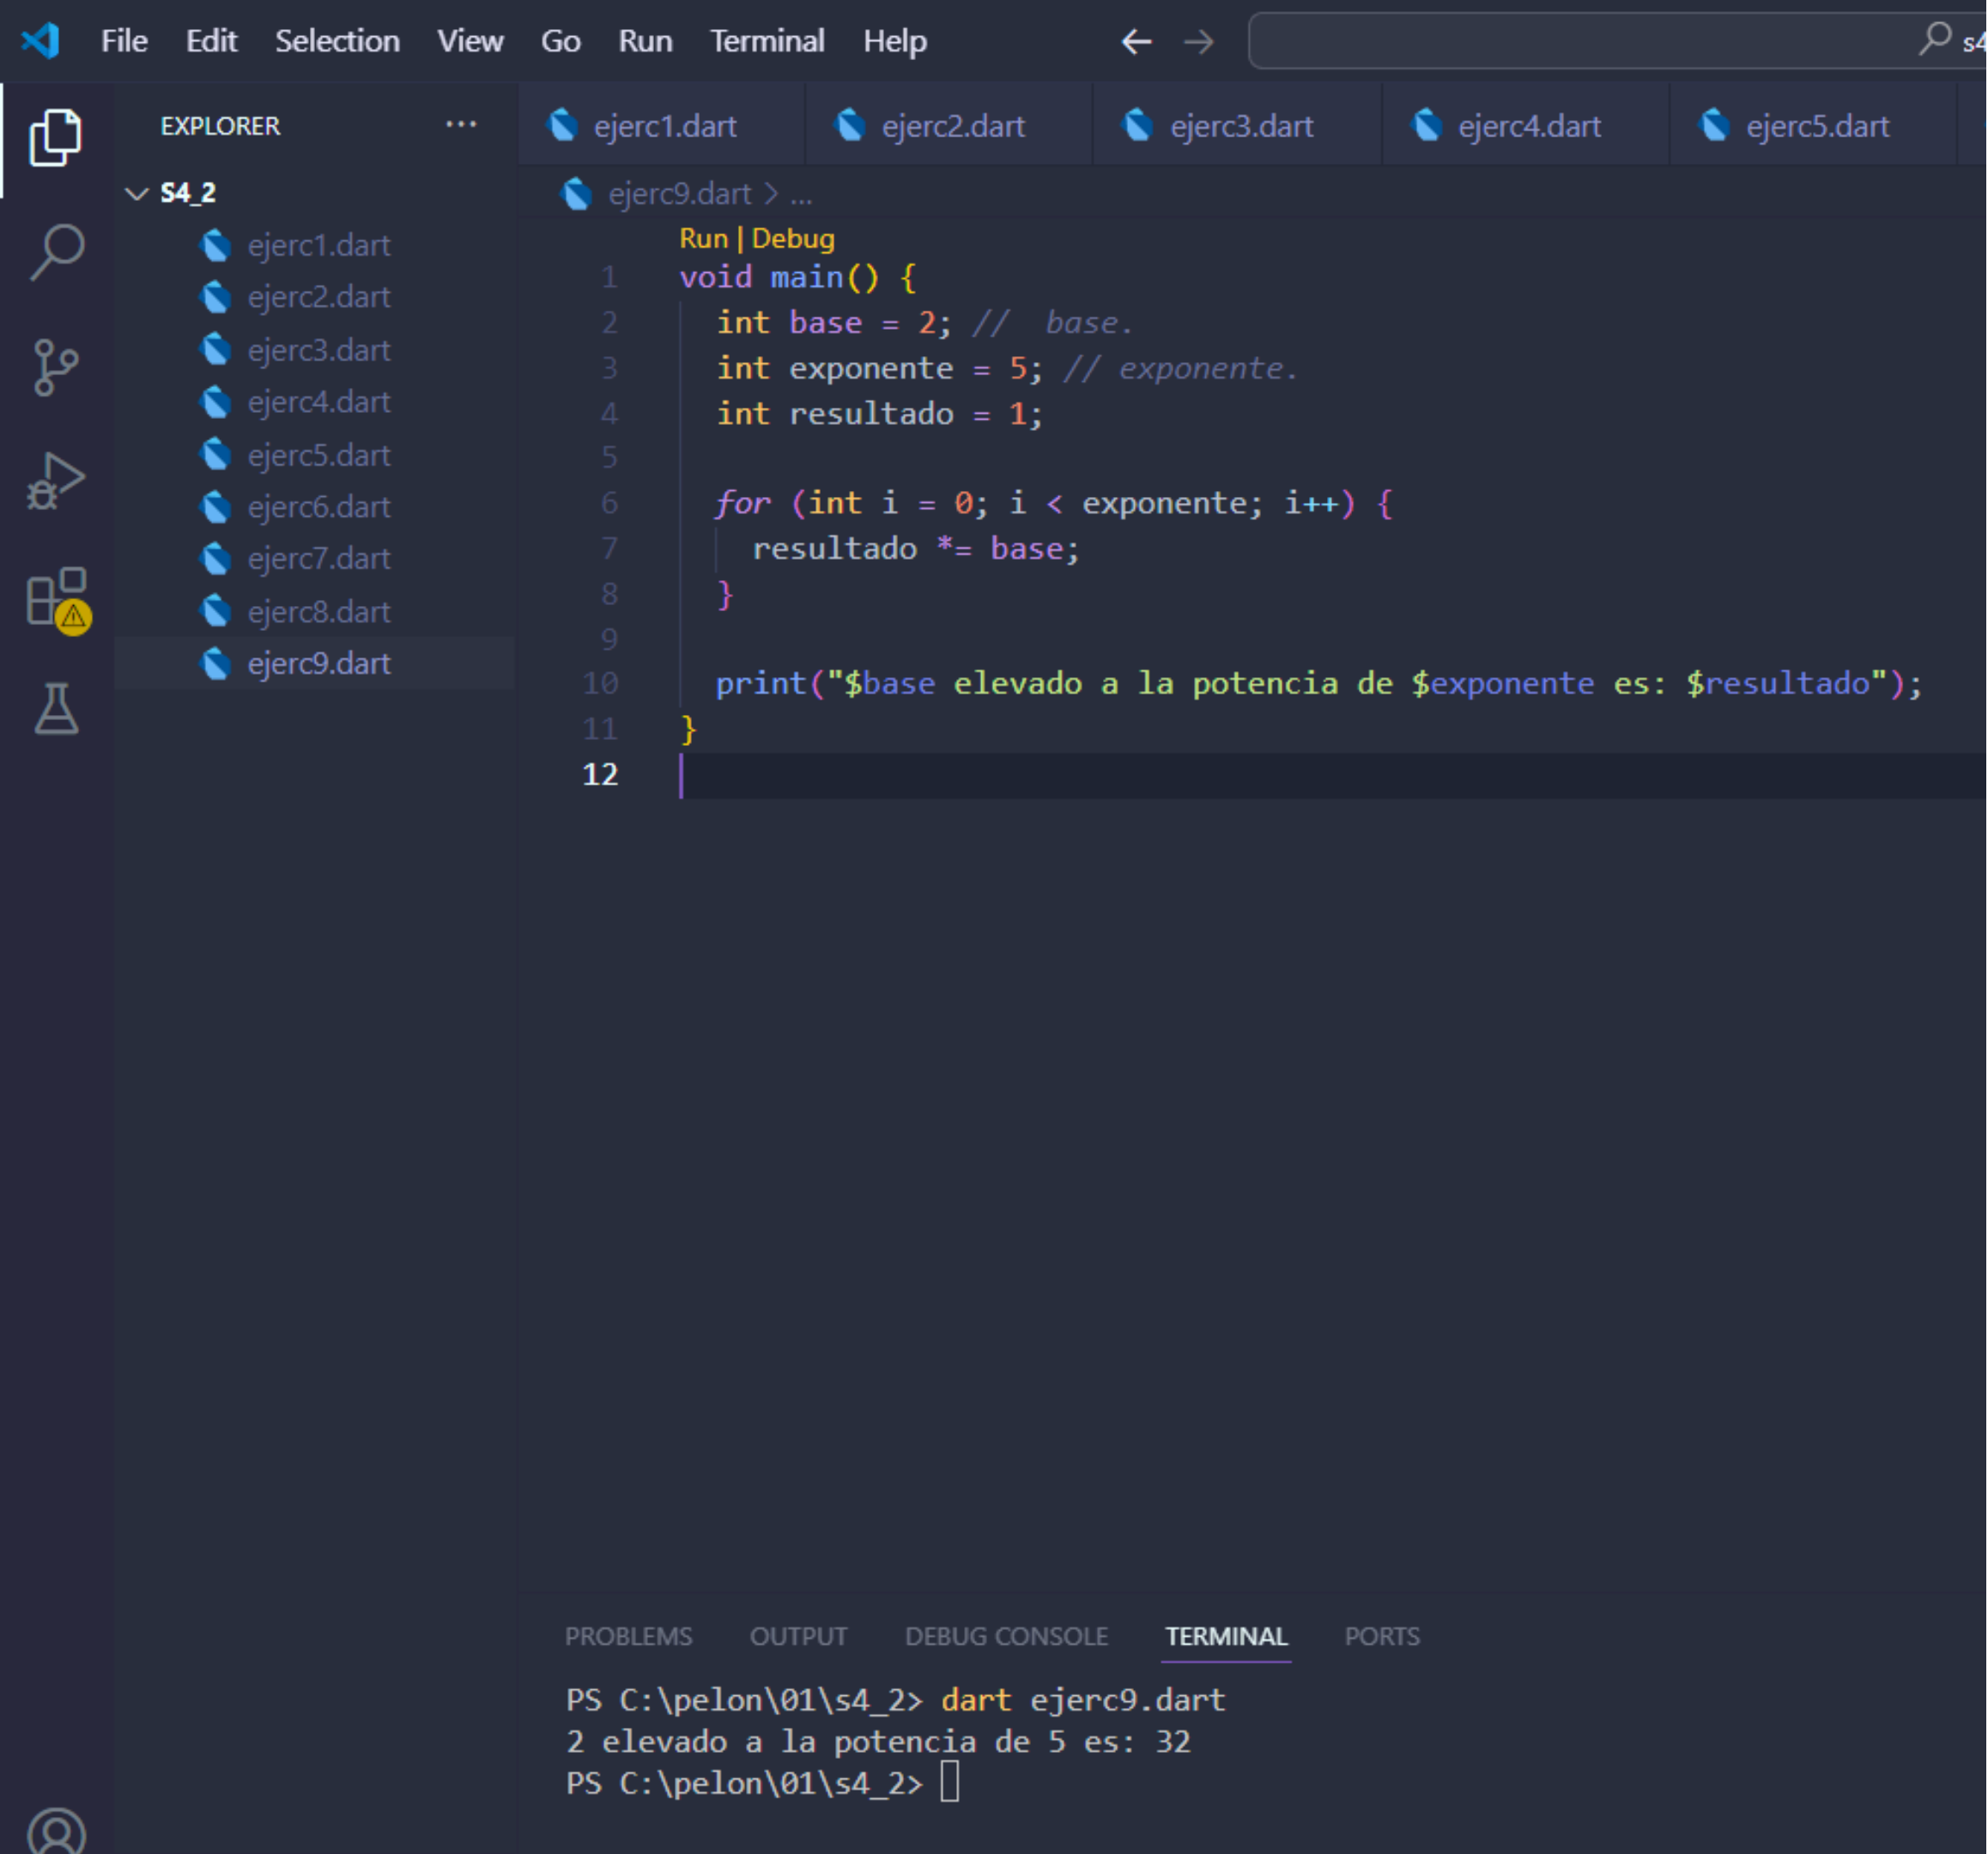 File Edit Selection View Go Run Terminal Help
s4
EXPLORER ...
S4_2
ejerc1.dart
ejerc2.dart
ejerc3.dart
ejerc4.dart
ejerc5.dart
ejerc6.dart
ejerc7.dart
ejerc8.dart
ejerc9.dart
ejerc1.dart ejerc2.dart ejerc3.dart ejerc4.dart ejerc5.dart
ejerc9.dart > ...
Run | Debug
1 void main() {
2   int base = 2; //  base.
3   int exponente = 5; // exponente.
4   int resultado = 1;
5
6   for (int i = 0; i < exponente; i++) {
7     resultado *= base;
8   }
9
10   print("$base elevado a la potencia de $exponente es: $resultado");
11 }
12
PROBLEMS OUTPUT DEBUG CONSOLE TERMINAL PORTS
PS C:\pelon\01\s4_2> dart ejerc9.dart
2 elevado a la potencia de 5 es: 32
PS C:\pelon\01\s4_2>